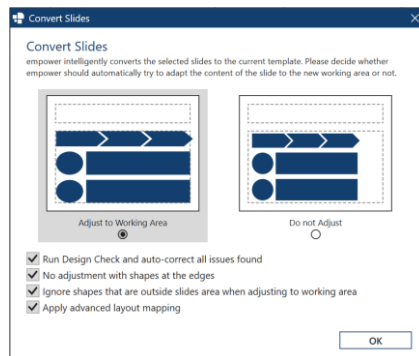 Convert Slides
Convert Slides
empower intelligently converts the selected slides to the current template. Please decide whether
empower should automatically try to adapt the content of the slide to the new working area or not.
Adjust to Working Area
Do not Adjust
Run Design Check and auto-correct all issues found
No adjustment with shapes at the edges
Ignore shapes that are outside slides area when adjusting to working area
Apply advanced layout mapping
OK